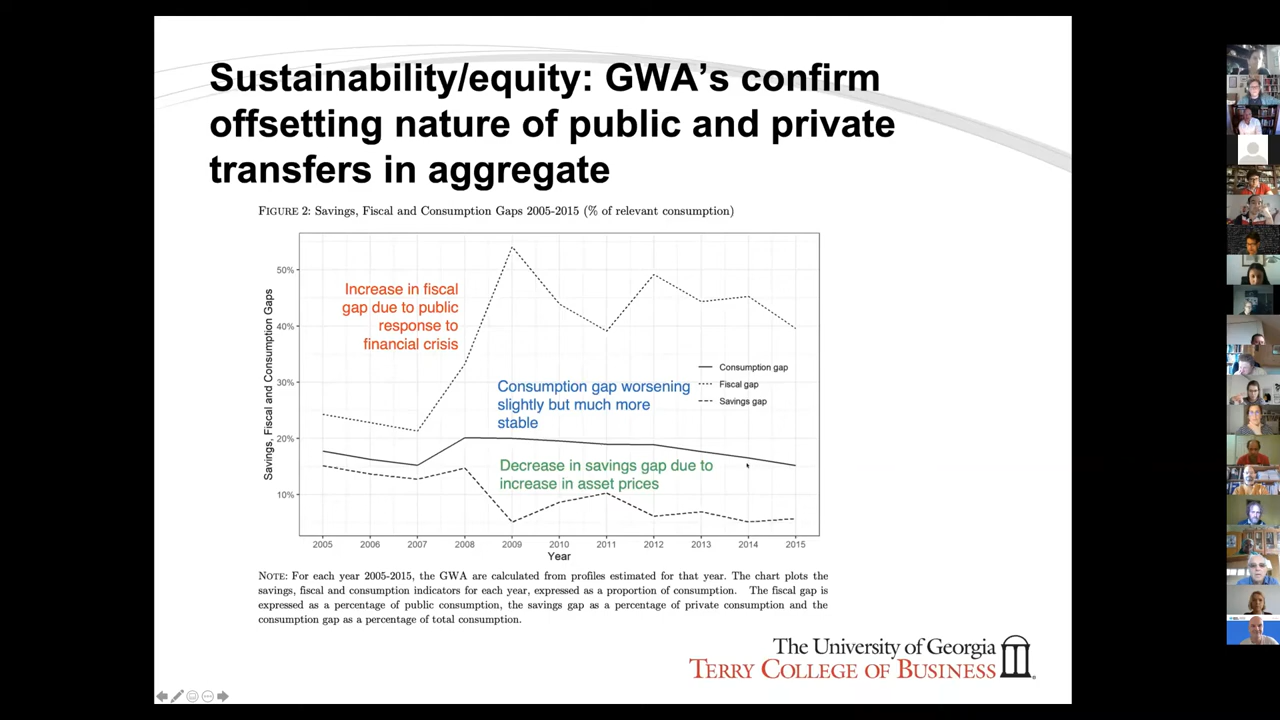 Sustainability/equity: GWA's confirm
offsetting nature of public and private
transfers in aggregate
FIGURE 2: Savings, Fiscal and Consumption Gaps 2005-2015 (% of relevant consumption)
Savings, Fiscal and Consumption Gaps
50%
40%
30%
20%
10%
Increase in fiscal
gap due to public
response to
financial crisis
Consumption gap worsening
slightly but much more
stable
Decrease in savings gap due to
increase in asset prices
Consumption gap
Fiscal gap
Savings gap
2005 2006 2007 2008 2009 2010 2011 2012 2013 2014 2015
Year
NOTE: For each year 2005-2015, the GWA are calculated from profiles estimated for that year. The chart plots the
savings, fiscal and consumption indicators for each year, expressed as a proportion of consumption. The fiscal gap is
expressed as a percentage of public consumption, the savings gap as a percentage of private consumption and the
consumption gap as a percentage of total consumption.
The University of Georgia
TERRY COLLEGE OF BUSINESS